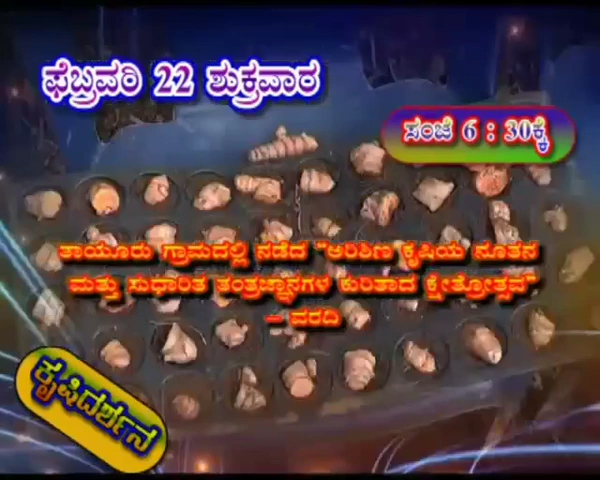 ಫೆಬ್ರವರಿ 22 ಶುಕ್ರವಾರ
ಸಂಜೆ 6 : 30ಕ್ಕೆ
ತಾಯೂರು ಗ್ರಾಮದಲ್ಲಿ ನಡೆದ "ಅರಿಶಿಣ ಕೃಷಿಯ ನೂತನ
ಮತ್ತು ಸುಧಾರಿತ ತಂತ್ರಜ್ಞಾನಗಳ ಕುರಿತಾದ ಕ್ಷೇತ್ರೋತ್ಸವ"
– ವರದಿ
ಕೃಷಿದರ್ಶನ